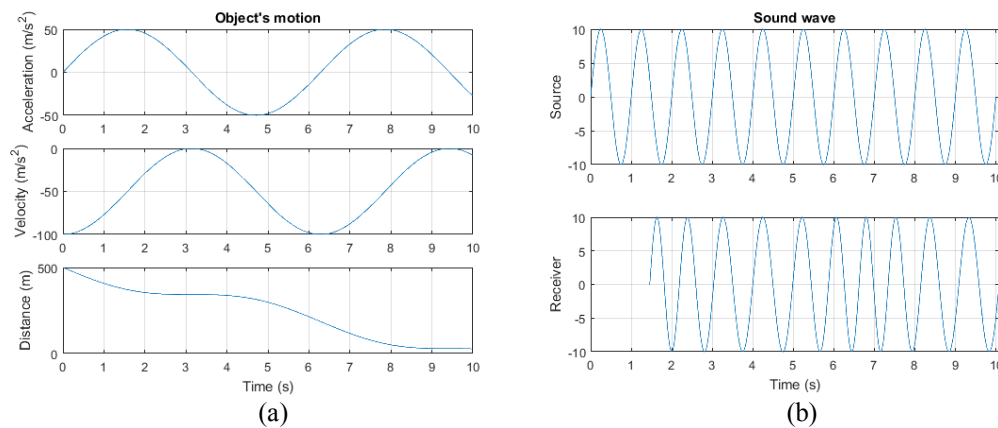 Object's motion
Acceleration (m/s²)
50
0
-50
0 1 2 3 4 5 6 7 8 9 10
Velocity (m/s²)
0
-50
-100
0 1 2 3 4 5 6 7 8 9 10
Distance (m)
500
0
0 1 2 3 4 5 6 7 8 9 10
Time (s)
(a)
Sound wave
Source
10
5
0
-5
-10
0 1 2 3 4 5 6 7 8 9 10
Receiver
10
5
0
-5
-10
0 1 2 3 4 5 6 7 8 9 10
Time (s)
(b)